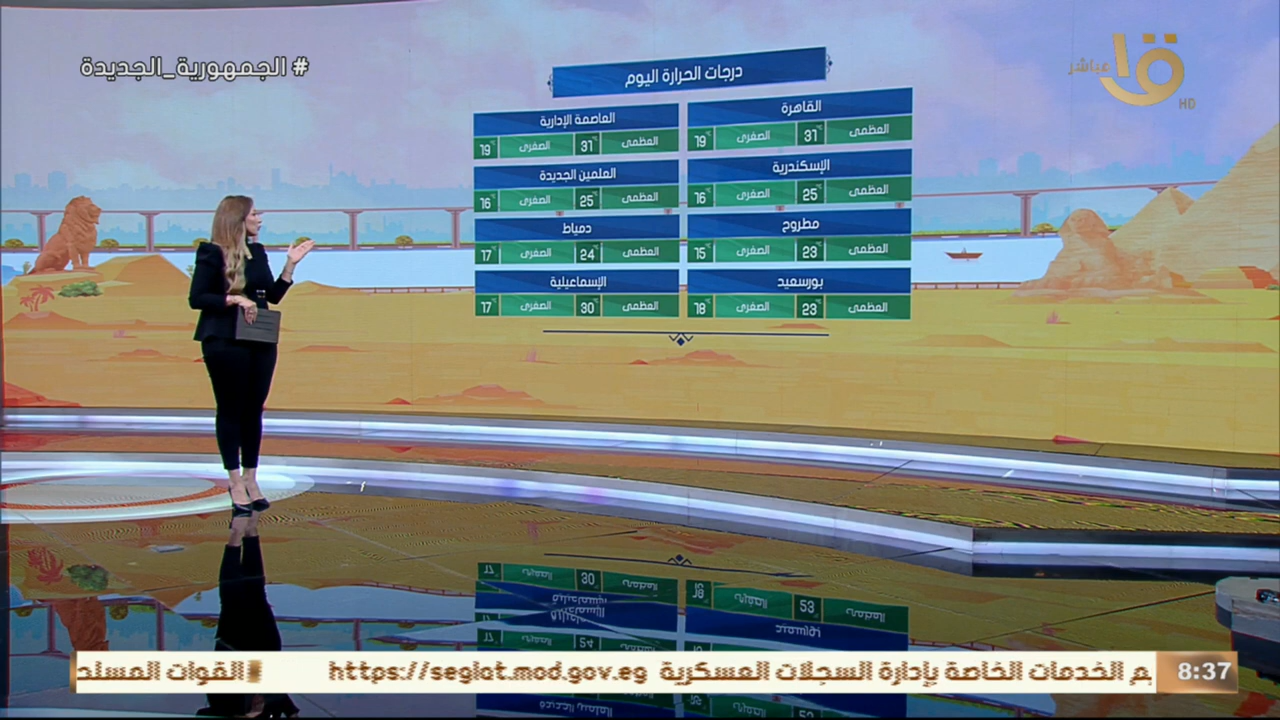 # الجمهورية_الجديدة
مباشر
HD
درجات الحرارة اليوم
القاهرة
العظمى 31°c الصغرى 19°c
العاصمة الإدارية
العظمى 31°c الصغرى 19°c
الإسكندرية
العظمى 25°c الصغرى 16°c
العلمين الجديدة
العظمى 25°c الصغرى 16°c
مطروح
العظمى 23°c الصغرى 15°c
دمياط
العظمى 24°c الصغرى 17°c
بورسعيد
العظمى 23°c الصغرى 18°c
الإسماعيلية
العظمى 30°c الصغرى 17°c
8:37
الخدمات الخاصة بإدارة السجلات العسكرية https://seglat.mod.gov.eg القوات